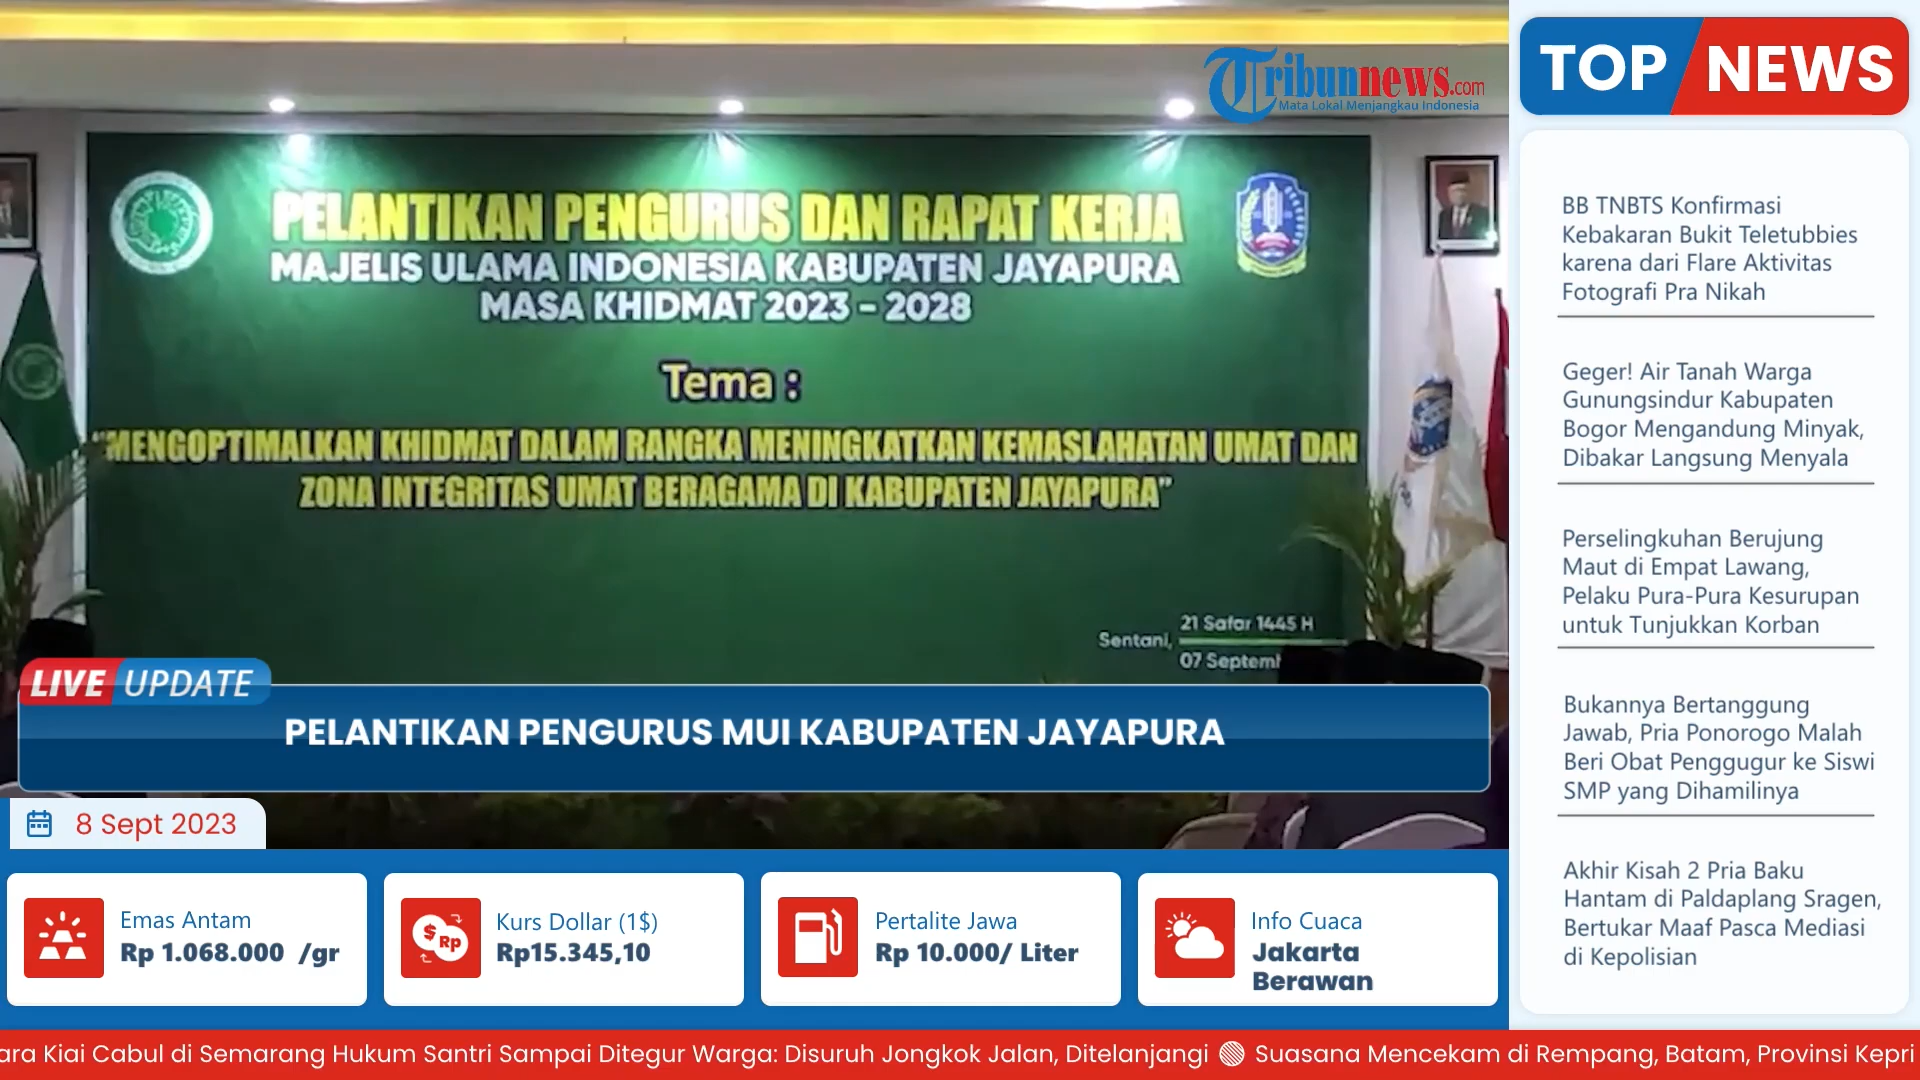 Tribunnews.com
Mata Lokal Menjangkau Indonesia
PELANTIKAN PENGURUS DAN RAPAT KERJA
MAJELIS ULAMA INDONESIA KABUPATEN JAYAPURA
MASA KHIDMAT 2023 - 2028
Tema :
"MENGOPTIMALKAN KHIDMAT DALAM RANGKA MENINGKATKAN KEMASLAHATAN UMAT DAN
ZONA INTEGRITAS UMAT BERAGAMA DI KABUPATEN JAYAPURA"
Sentani,
21 Safar 1445 H
07
LIVE UPDATE
PELANTIKAN PENGURUS MUI KABUPATEN JAYAPURA
8 Sept 2023
Emas Antam
Rp 1.068.000 /gr
Kurs Dollar (1$)
Rp15.345,10
Pertalite Jawa
Rp 10.000/ Liter
Info Cuaca
Jakarta
Berawan
TOP NEWS
BB TNBTS Konfirmasi
Kebakaran Bukit Teletubbies
karena dari Flare Aktivitas
Fotografi Pra Nikah
Geger! Air Tanah Warga
Gunungsindur Kabupaten
Bogor Mengandung Minyak,
Dibakar Langsung Menyala
Perselingkuhan Berujung
Maut di Empat Lawang,
Pelaku Pura-Pura Kesurupan
untuk Tunjukkan Korban
Bukannya Bertanggung
Jawab, Pria Ponorogo Malah
Beri Obat Penggugur ke Siswi
SMP yang Dihamilinya
Akhir Kisah 2 Pria Baku
Hantam di Paldaplang Sragen,
Bertukar Maaf Pasca Mediasi
di Kepolisian
ara Kiai Cabul di Semarang Hukum Santri Sampai Ditegur Warga: Disuruh Jongkok Jalan, Ditelanjangi Suasana Mencekam di Rempang, Batam, Provinsi Kepri